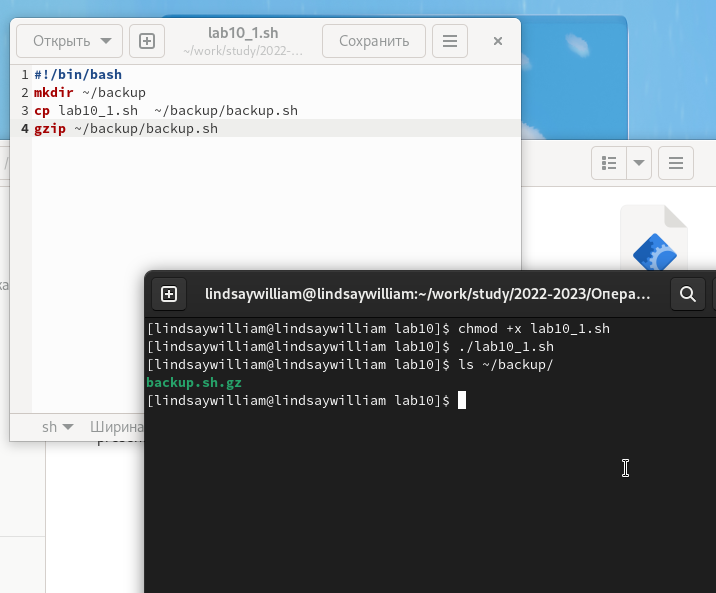 Открыть
lab10_1.sh
~/work/study/2022-...
Сохранить
1 #!/bin/bash
2 mkdir ~/backup
3 cp lab10_1.sh  ~/backup/backup.sh
4 gzip ~/backup/backup.sh
sh
Ширина
lindsaywilliam@lindsaywilliam:~/work/study/2022-2023/Опера...
[lindsaywilliam@lindsaywilliam lab10]$ chmod +x lab10_1.sh
[lindsaywilliam@lindsaywilliam lab10]$ ./lab10_1.sh
[lindsaywilliam@lindsaywilliam lab10]$ ls ~/backup/
backup.sh.gz
[lindsaywilliam@lindsaywilliam lab10]$